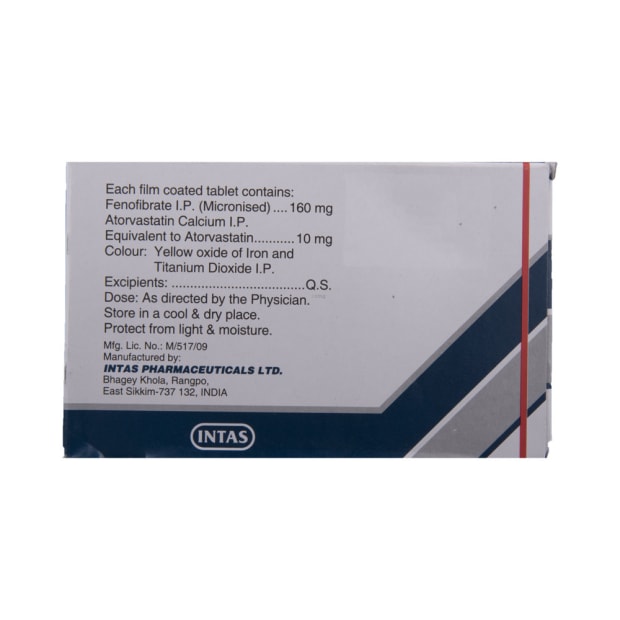 Each film coated tablet contains:
Fenofibrate I.P. (Micronised)....160 mg
Atorvastatin Calcium I.P.
Equivalent to Atorvastatin...........10 mg
Colour: Yellow oxide of Iron and
Titanium Dioxide I.P.
Excipients: ....................................Q.S.
Dose: As directed by the Physician.
Store in a cool & dry place.
Protect from light & moisture.
Mfg. Lic. No.: M/517/09
Manufactured by:
INTAS PHARMACEUTICALS LTD.
Bhagey Khola, Rangpo,
East Sikkim-737 132, INDIA
INTAS